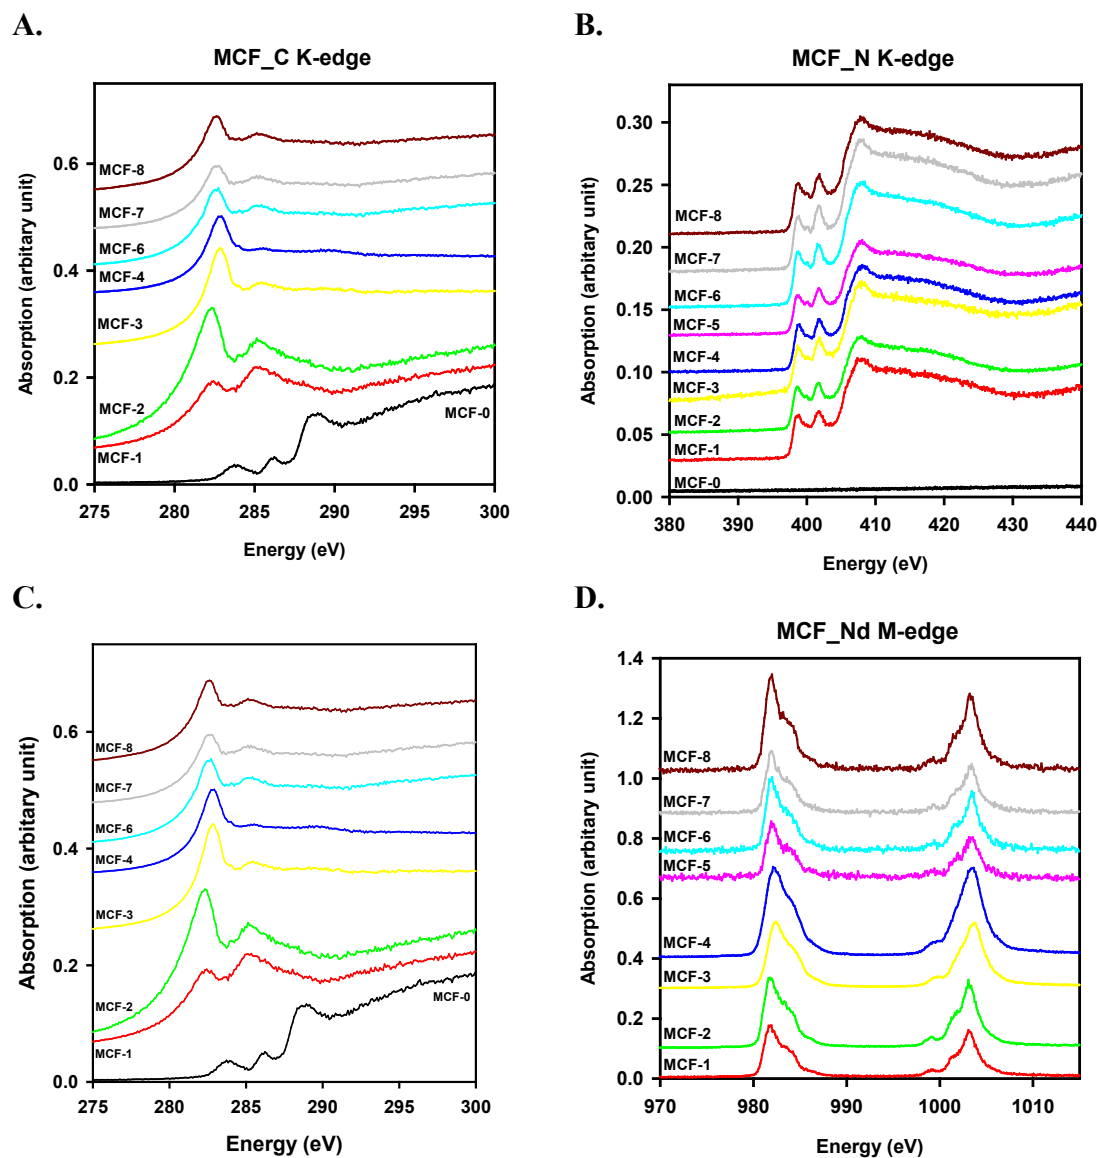 A.
MCF_C K-edge
Absorption (arbitary unit)
0.6
0.4
0.2
0.0
MCF-8
MCF-7
MCF-6
MCF-4
MCF-3
MCF-2
MCF-1
MCF-0
275 280 285 290 295 300
Energy (eV)
B.
MCF_N K-edge
Absorption (arbitary unit)
0.30
0.25
0.20
0.15
0.10
0.05
0.00
MCF-8
MCF-7
MCF-6
MCF-5
MCF-4
MCF-3
MCF-2
MCF-1
MCF-0
380 390 400 410 420 430 440
Energy (eV)
C.
Absorption (arbitary unit)
0.6
0.4
0.2
0.0
MCF-8
MCF-7
MCF-6
MCF-4
MCF-3
MCF-2
MCF-1
MCF-0
275 280 285 290 295 300
Energy (eV)
D.
MCF_Nd M-edge
Absorption (arbitary unit)
1.4
1.2
1.0
0.8
0.6
0.4
0.2
0.0
MCF-8
MCF-7
MCF-6
MCF-5
MCF-4
MCF-3
MCF-2
MCF-1
970 980 990 1000 1010
Energy (eV)